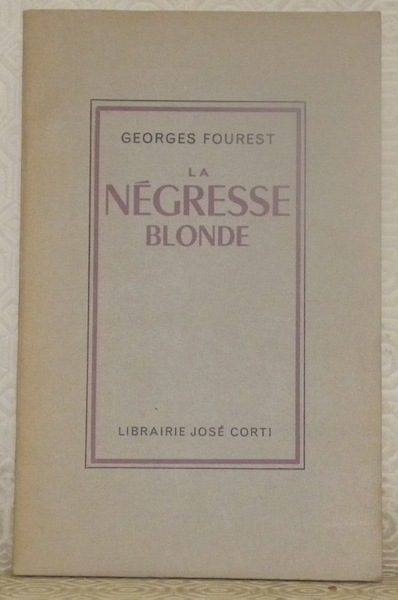 GEORGES FOUREST
LA
NÉGRESSE
BLONDE
LIBRAIRIE JOSÉ CORTI